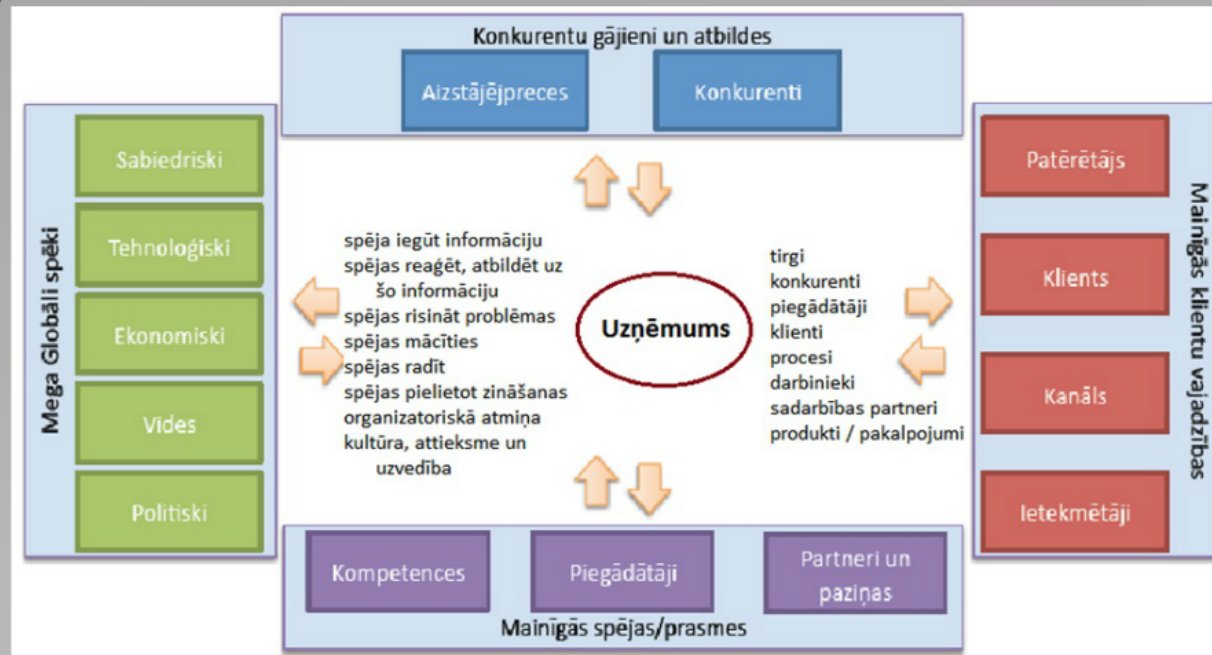 Konkurentu gājieni un atbildes
Aizstājējpreces
Konkurenti
Mega Globāli spēki
Sabiedriski
Tehnoloģiski
Ekonomiski
Vides
Politiski
spēja iegūt informāciju
spējas reaģēt, atbildēt uz
šo informāciju
spējas risināt problēmas
spējas mācīties
spējas radīt
spējas pielietot zināšanas
organizatoriskā atmiņa
kultūra, attieksme un
uzvedība
Uzņēmums
tirgi
konkurenti
piegādātāji
klienti
procesi
darbinieki
sadarbības partneri
produkti / pakalpojumi
Patērētājs
Klients
Kanāls
Ietekmētāji
Mainīgās klientu vajadzības
Kompetences
Piegādātāji
Partneri un
paziņas
Mainīgās spējas/prasmes